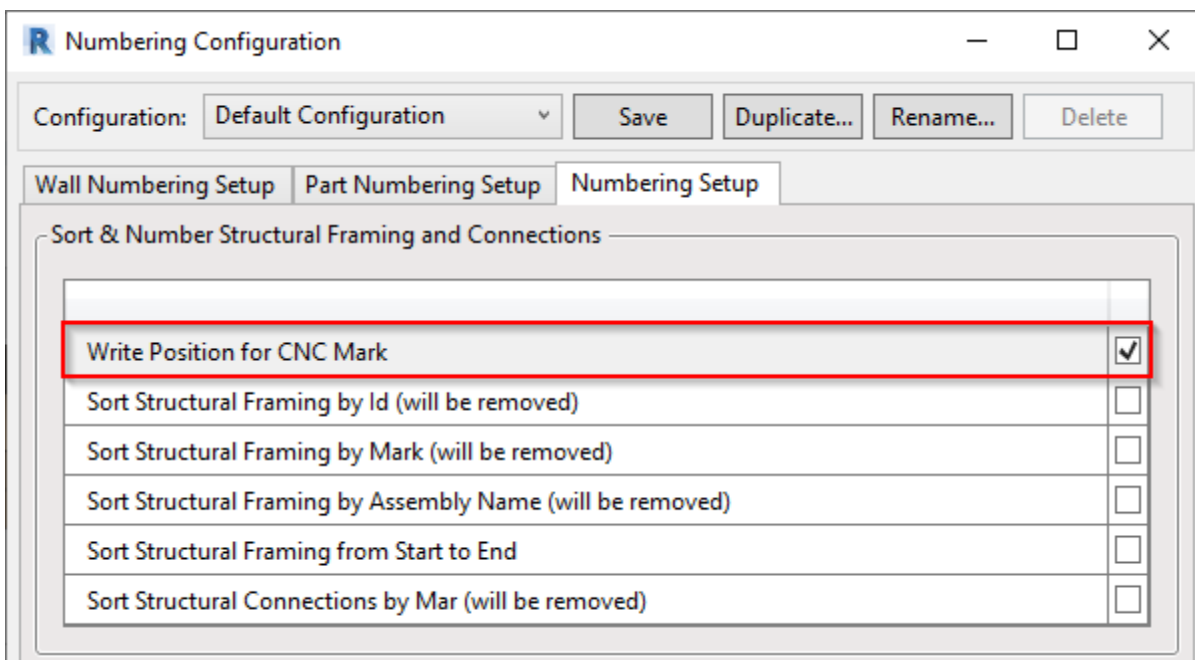 Numbering Configuration
Configuration: Default Configuration Save Duplicate... Rename... Delete
Wall Numbering Setup Part Numbering Setup Numbering Setup
Sort & Number Structural Framing and Connections
Write Position for CNC Mark
Sort Structural Framing by Id (will be removed)
Sort Structural Framing by Mark (will be removed)
Sort Structural Framing by Assembly Name (will be removed)
Sort Structural Framing from Start to End
Sort Structural Connections by Mar (will be removed)